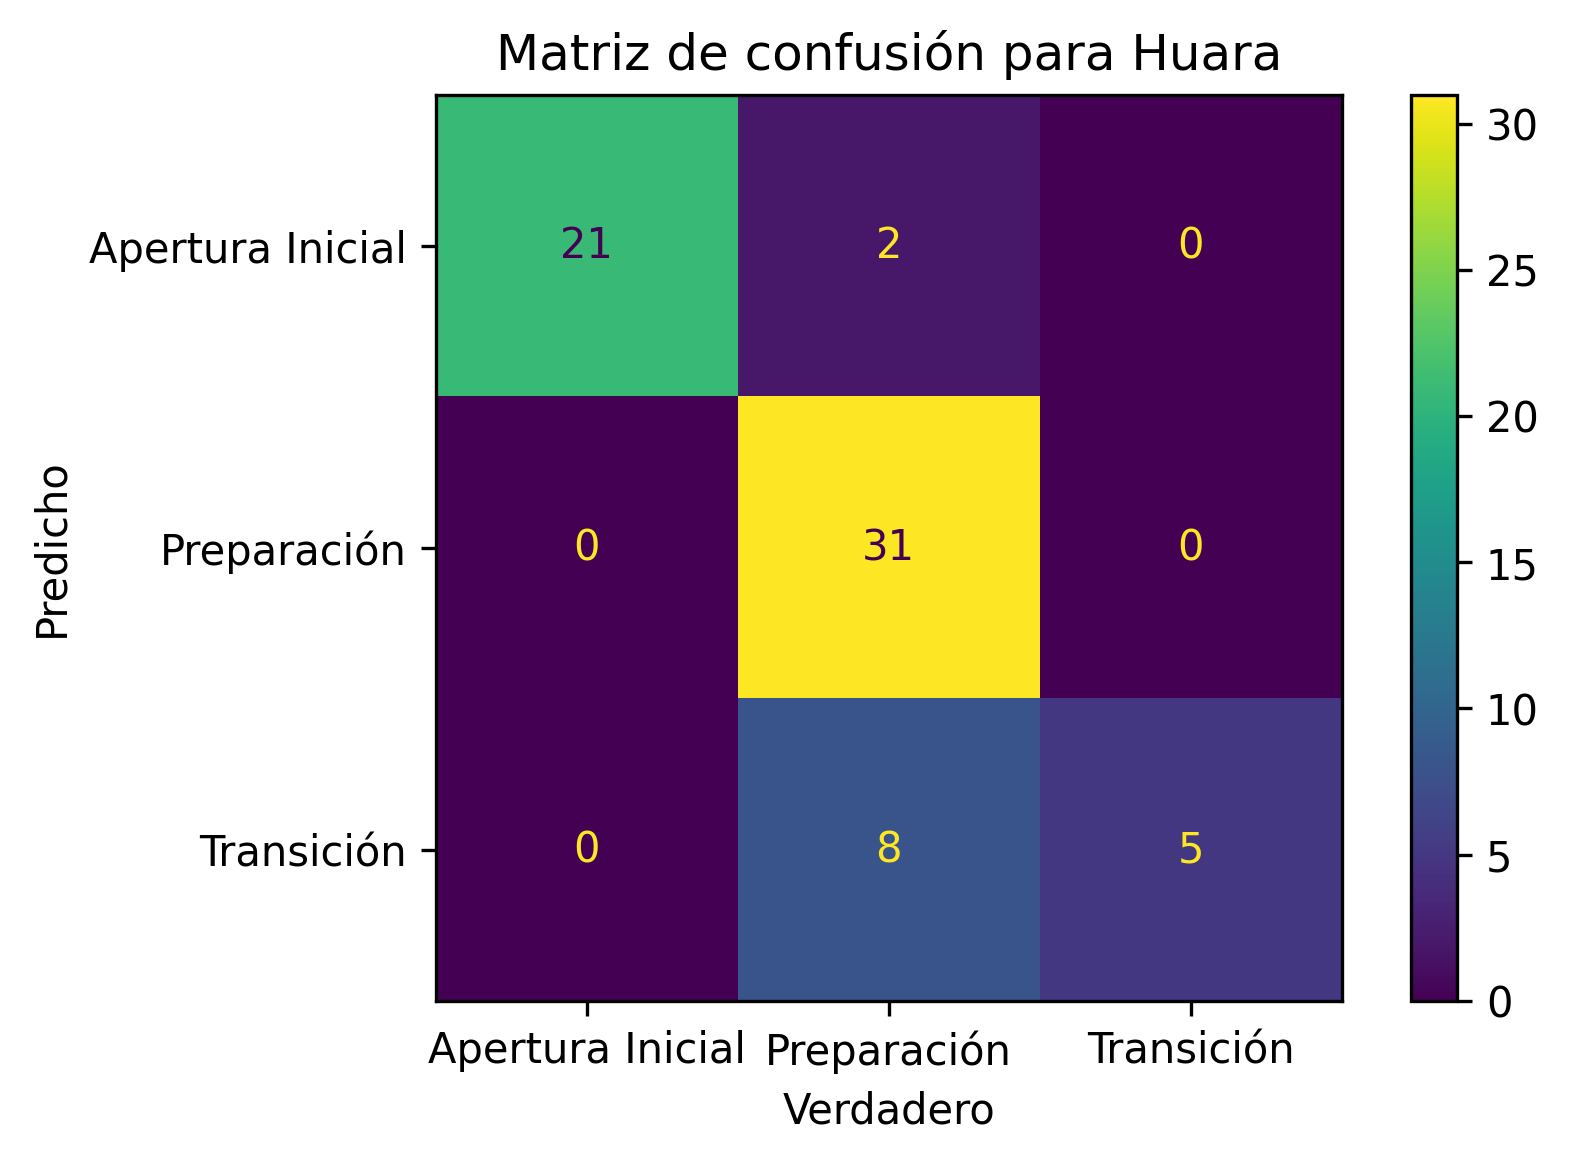 Matriz de confusión para Huara
Predicho
Apertura Inicial
21 2 0
Preparación
0 31 0
Transición
0 8 5
Apertura Inicial Preparación Transición
Verdadero
30
25
20
15
10
5
0